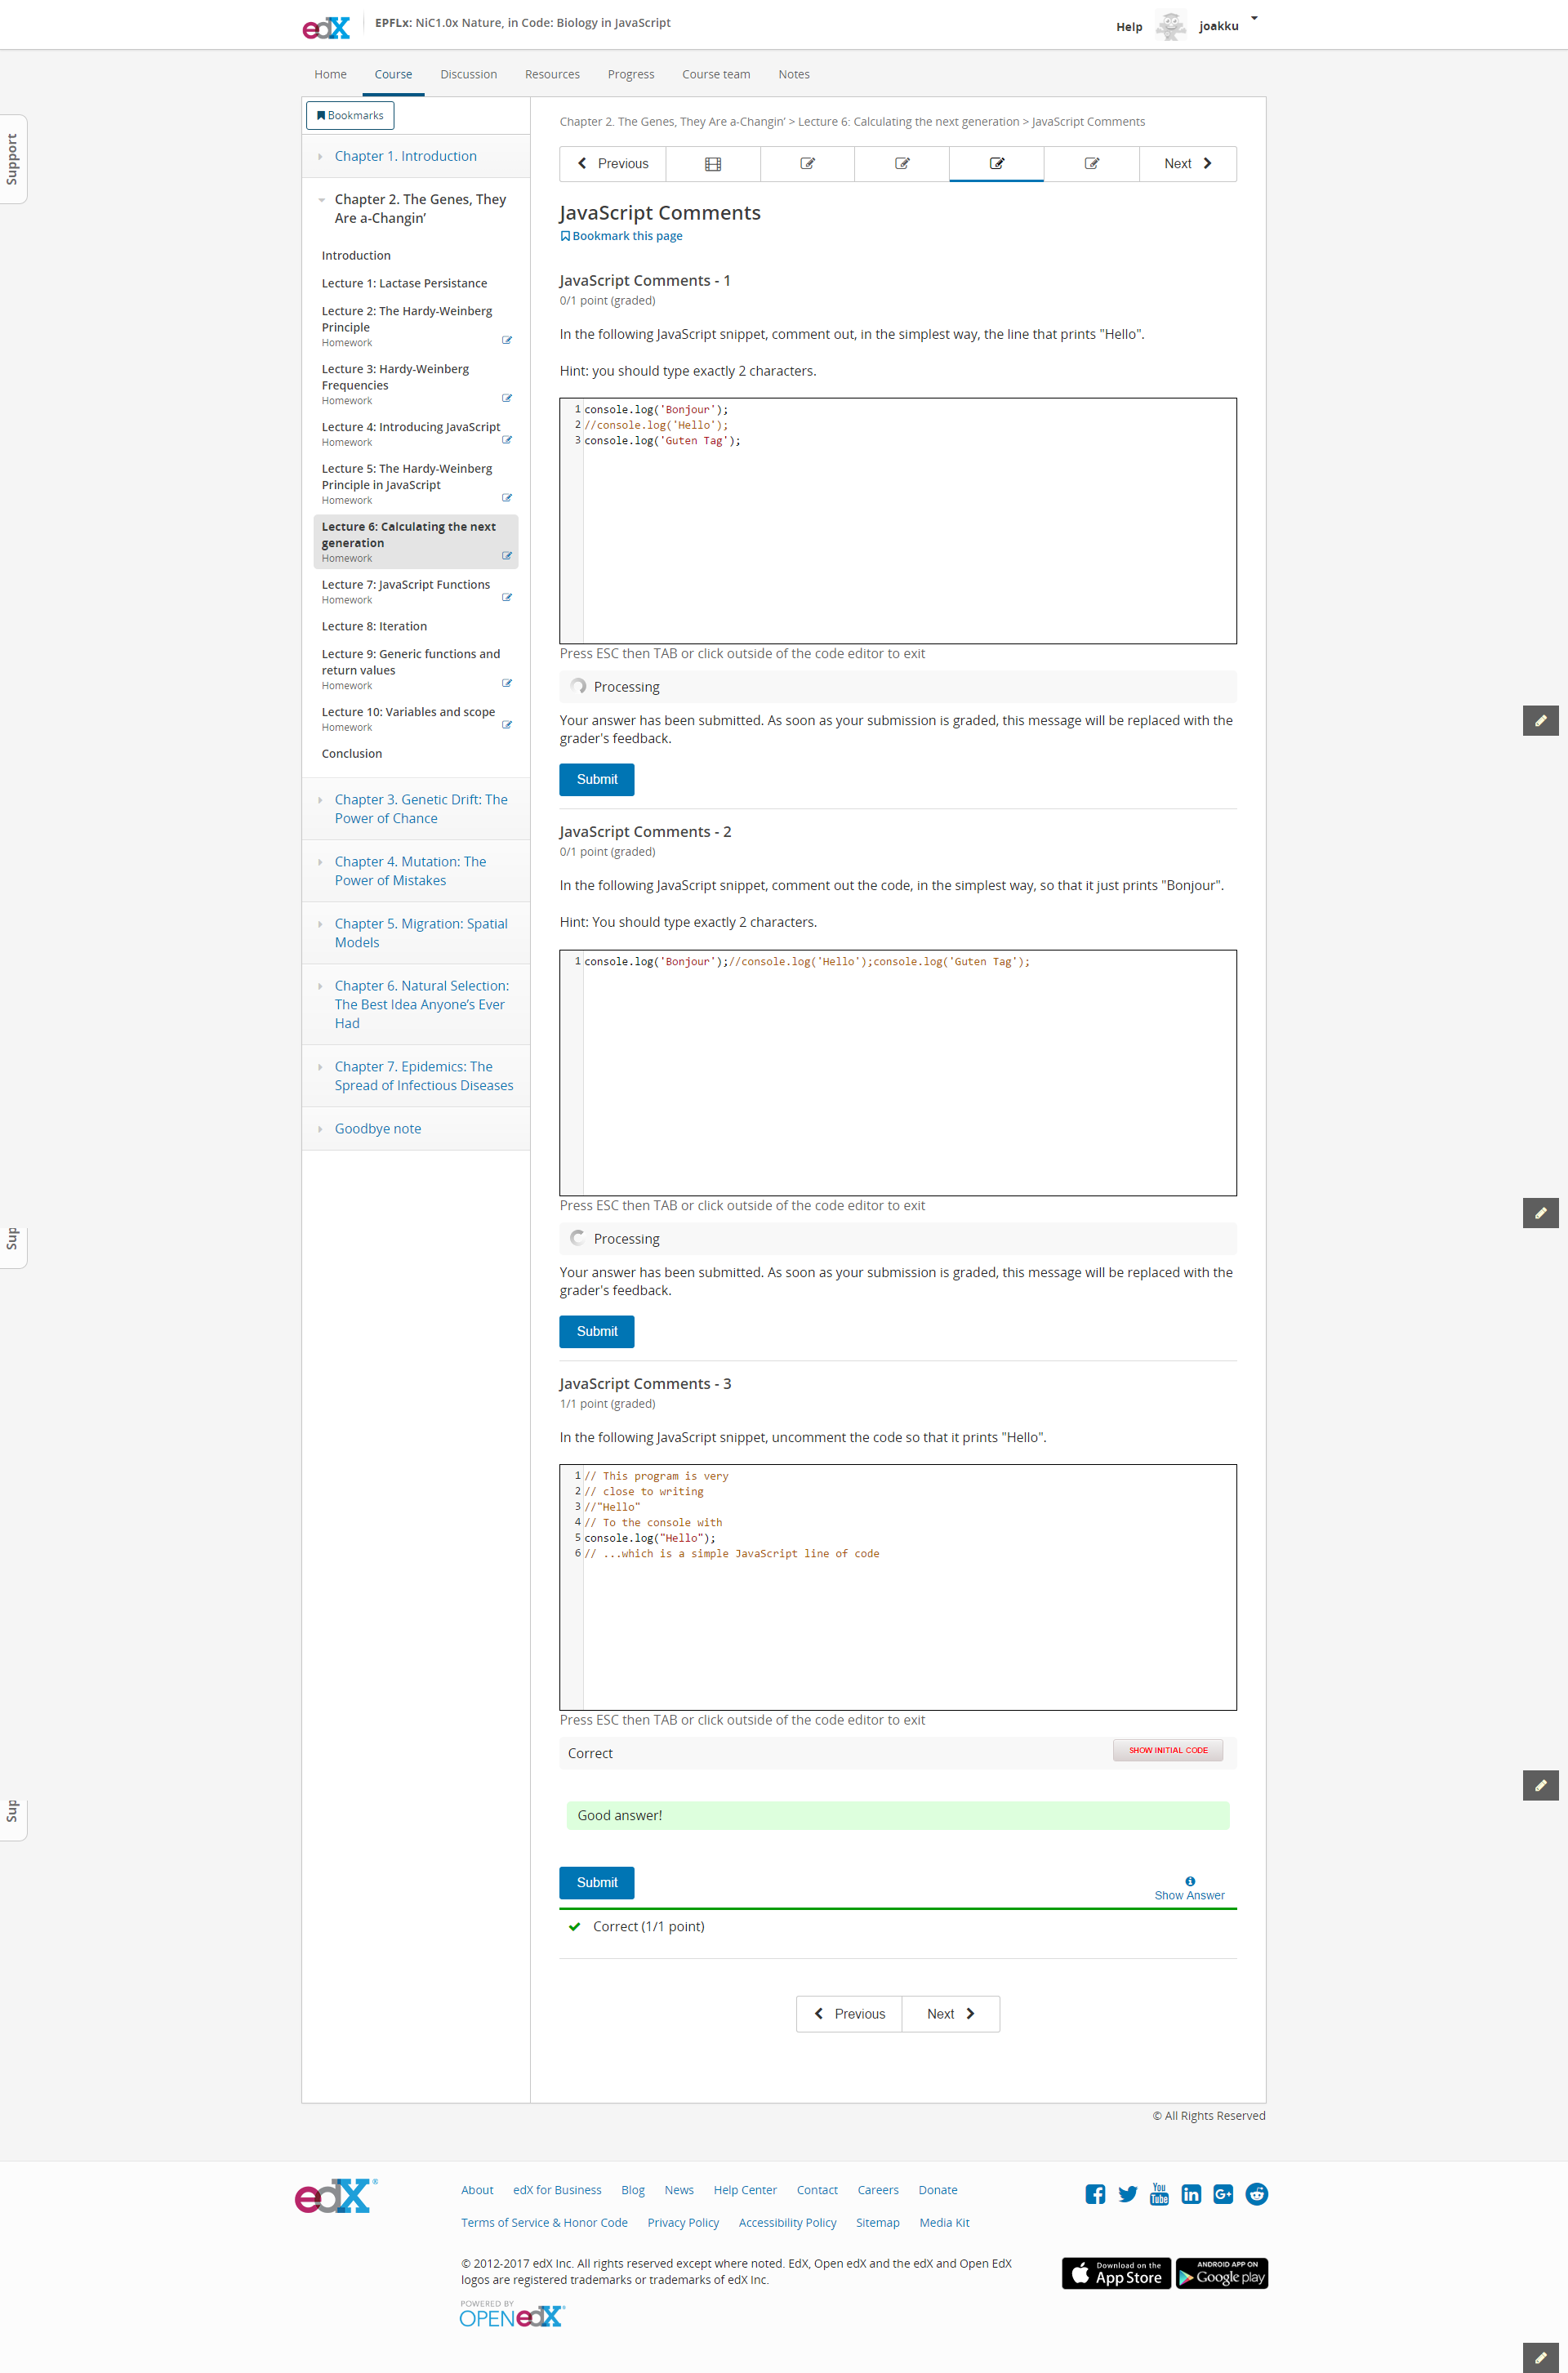 edX
EPFLx: NiC1.0x Nature, in Code: Biology in JavaScript
Help
joakku
Home
Course
Discussion
Resources
Progress
Course team
Notes
Support
Bookmarks
Chapter 1. Introduction
Chapter 2. The Genes, They
Are a-Changin’
Introduction
Lecture 1: Lactase Persistance
Lecture 2: The Hardy-Weinberg
Principle
Homework
Lecture 3: Hardy-Weinberg
Frequencies
Homework
Lecture 4: Introducing JavaScript
Homework
Lecture 5: The Hardy-Weinberg
Principle in JavaScript
Homework
Lecture 6: Calculating the next
generation
Homework
Lecture 7: JavaScript Functions
Homework
Lecture 8: Iteration
Lecture 9: Generic functions and
return values
Homework
Lecture 10: Variables and scope
Homework
Conclusion
Chapter 3. Genetic Drift: The
Power of Chance
Chapter 4. Mutation: The
Power of Mistakes
Chapter 5. Migration: Spatial
Models
Chapter 6. Natural Selection:
The Best Idea Anyone’s Ever
Had
Chapter 7. Epidemics: The
Spread of Infectious Diseases
Goodbye note
Sup
Sup
Chapter 2. The Genes, They Are a-Changin’ > Lecture 6: Calculating the next generation > JavaScript Comments
Previous
Next
JavaScript Comments
Bookmark this page
JavaScript Comments - 1
0/1 point (graded)
In the following JavaScript snippet, comment out, in the simplest way, the line that prints "Hello".
Hint: you should type exactly 2 characters.
1 console.log('Bonjour');
2 //console.log('Hello');
3 console.log('Guten Tag');
Press ESC then TAB or click outside of the code editor to exit
Processing
Your answer has been submitted. As soon as your submission is graded, this message will be replaced with the
grader's feedback.
Submit
JavaScript Comments - 2
0/1 point (graded)
In the following JavaScript snippet, comment out the code, in the simplest way, so that it just prints "Bonjour".
Hint: You should type exactly 2 characters.
1 console.log('Bonjour');//console.log('Hello');console.log('Guten Tag');
Press ESC then TAB or click outside of the code editor to exit
Processing
Your answer has been submitted. As soon as your submission is graded, this message will be replaced with the
grader's feedback.
Submit
JavaScript Comments - 3
1/1 point (graded)
In the following JavaScript snippet, uncomment the code so that it prints "Hello".
1 // This program is very
2 // close to writing
3 //"Hello"
4 // To the console with
5 console.log("Hello");
6 // ...which is a simple JavaScript line of code
Press ESC then TAB or click outside of the code editor to exit
Correct
SHOW INITIAL CODE
Good answer!
Submit
Show Answer
Correct (1/1 point)
Previous
Next
© All Rights Reserved
edX®
About
edX for Business
Blog
News
Help Center
Contact
Careers
Donate
You
Tube
in
G+
Terms of Service & Honor Code
Privacy Policy
Accessibility Policy
Sitemap
Media Kit
© 2012-2017 edX Inc. All rights reserved except where noted. EdX, Open edX and the edX and Open EdX
logos are registered trademarks or trademarks of edX Inc.
Download on the
App Store
ANDROID APP ON
Google play
POWERED BY
OPEN edX®